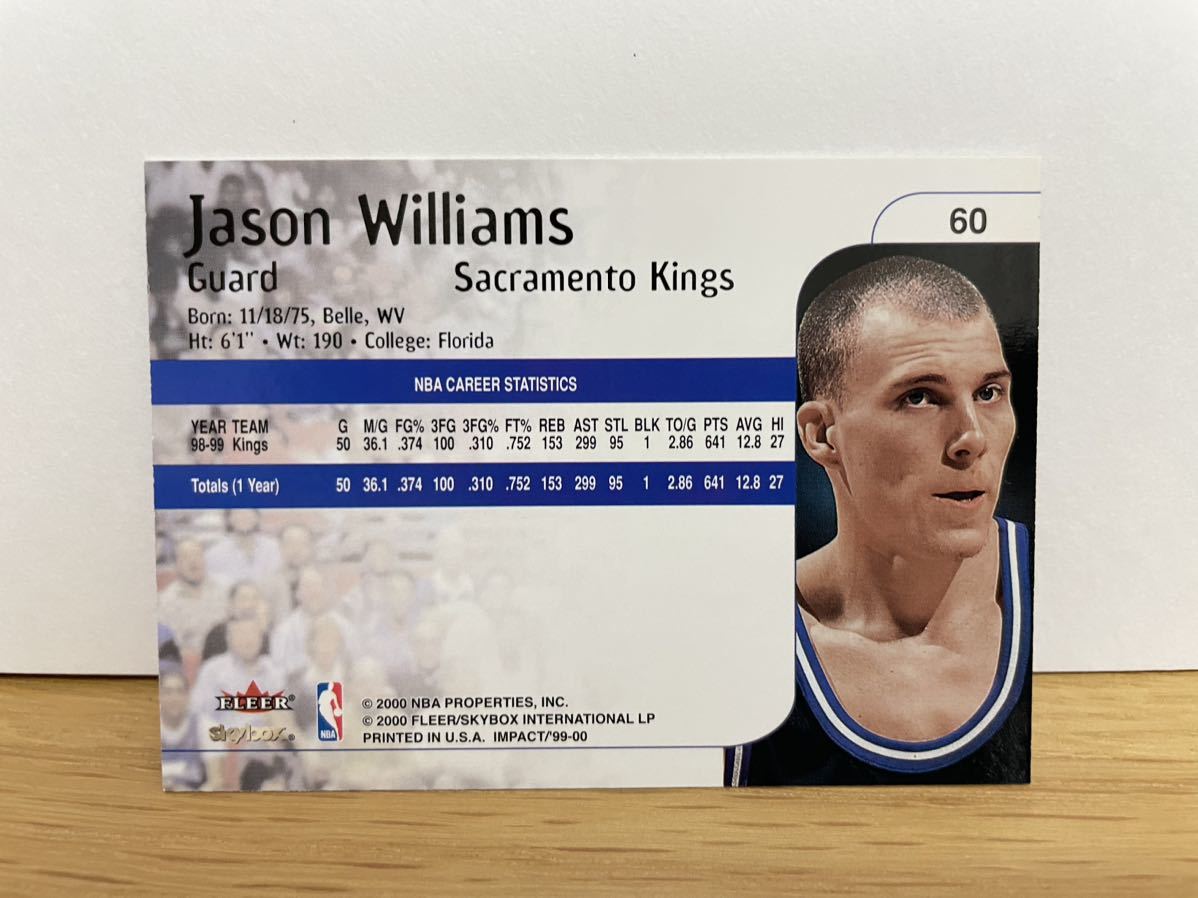 Jason Williams
60
Guard Sacramento Kings
Born: 11/18/75, Belle, WV
Ht: 6'1" • Wt: 190 • College: Florida
NBA CAREER STATISTICS
YEAR TEAM G M/G FG% 3FG 3FG% FT% REB AST STL BLK TO/G PTS AVG HI
98-99 Kings 50 36.1 .374 100 .310 .752 153 299 95 1 2.86 641 12.8 27
Totals (1 Year) 50 36.1 .374 100 .310 .752 153 299 95 1 2.86 641 12.8 27
FLEER®
skybox®
NBA
© 2000 NBA PROPERTIES, INC.
© 2000 FLEER/SKYBOX INTERNATIONAL LP
PRINTED IN U.S.A. IMPACT/'99-00